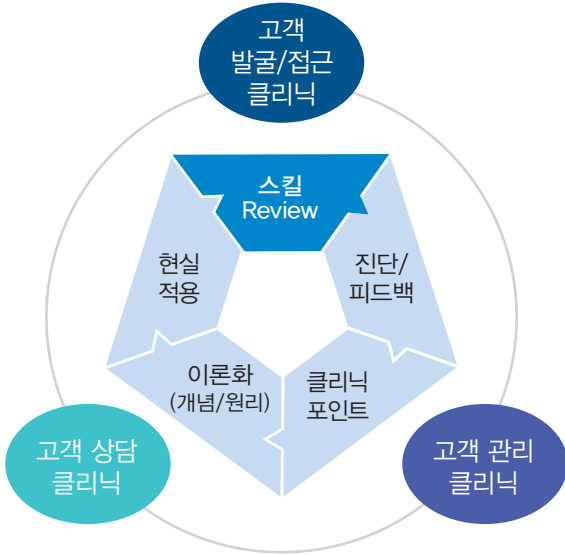 고객
발굴/접근
클리닉
스킬
Review
현실
적용
진단/
피드백
이론화
(개념/원리)
클리닉
포인트
고객 상담
클리닉
고객 관리
클리닉